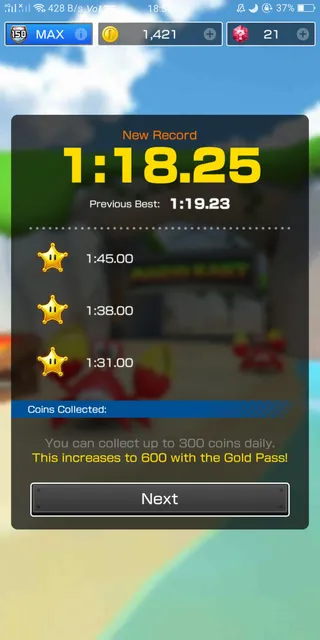 428 B/s
37%
150 MAX
1,421
21
New Record
1:18.25
Previous Best: 1:19.23
1:45.00
1:38.00
1:31.00
Coins Collected:
You can collect up to 300 coins daily.
This increases to 600 with the Gold Pass!
Next